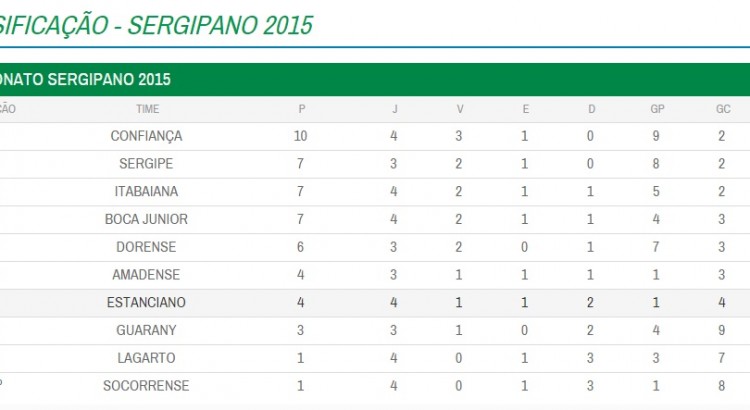 SIFICAÇÃO - SERGIPANO 2015
ONATO SERGIPANO 2015
ÇÃO TIME P J V E D GP GC
CONFIANÇA 10 4 3 1 0 9 2
SERGIPE 7 3 2 1 0 8 2
ITABAIANA 7 4 2 1 1 5 2
BOCA JUNIOR 7 4 2 1 1 4 3
DORENSE 6 3 2 0 1 7 3
AMADENSE 4 3 1 1 1 1 3
ESTANCIANO 4 4 1 1 2 1 4
GUARANY 3 3 1 0 2 4 9
LAGARTO 1 4 0 1 3 3 7
º SOCORRENSE 1 4 0 1 3 1 8